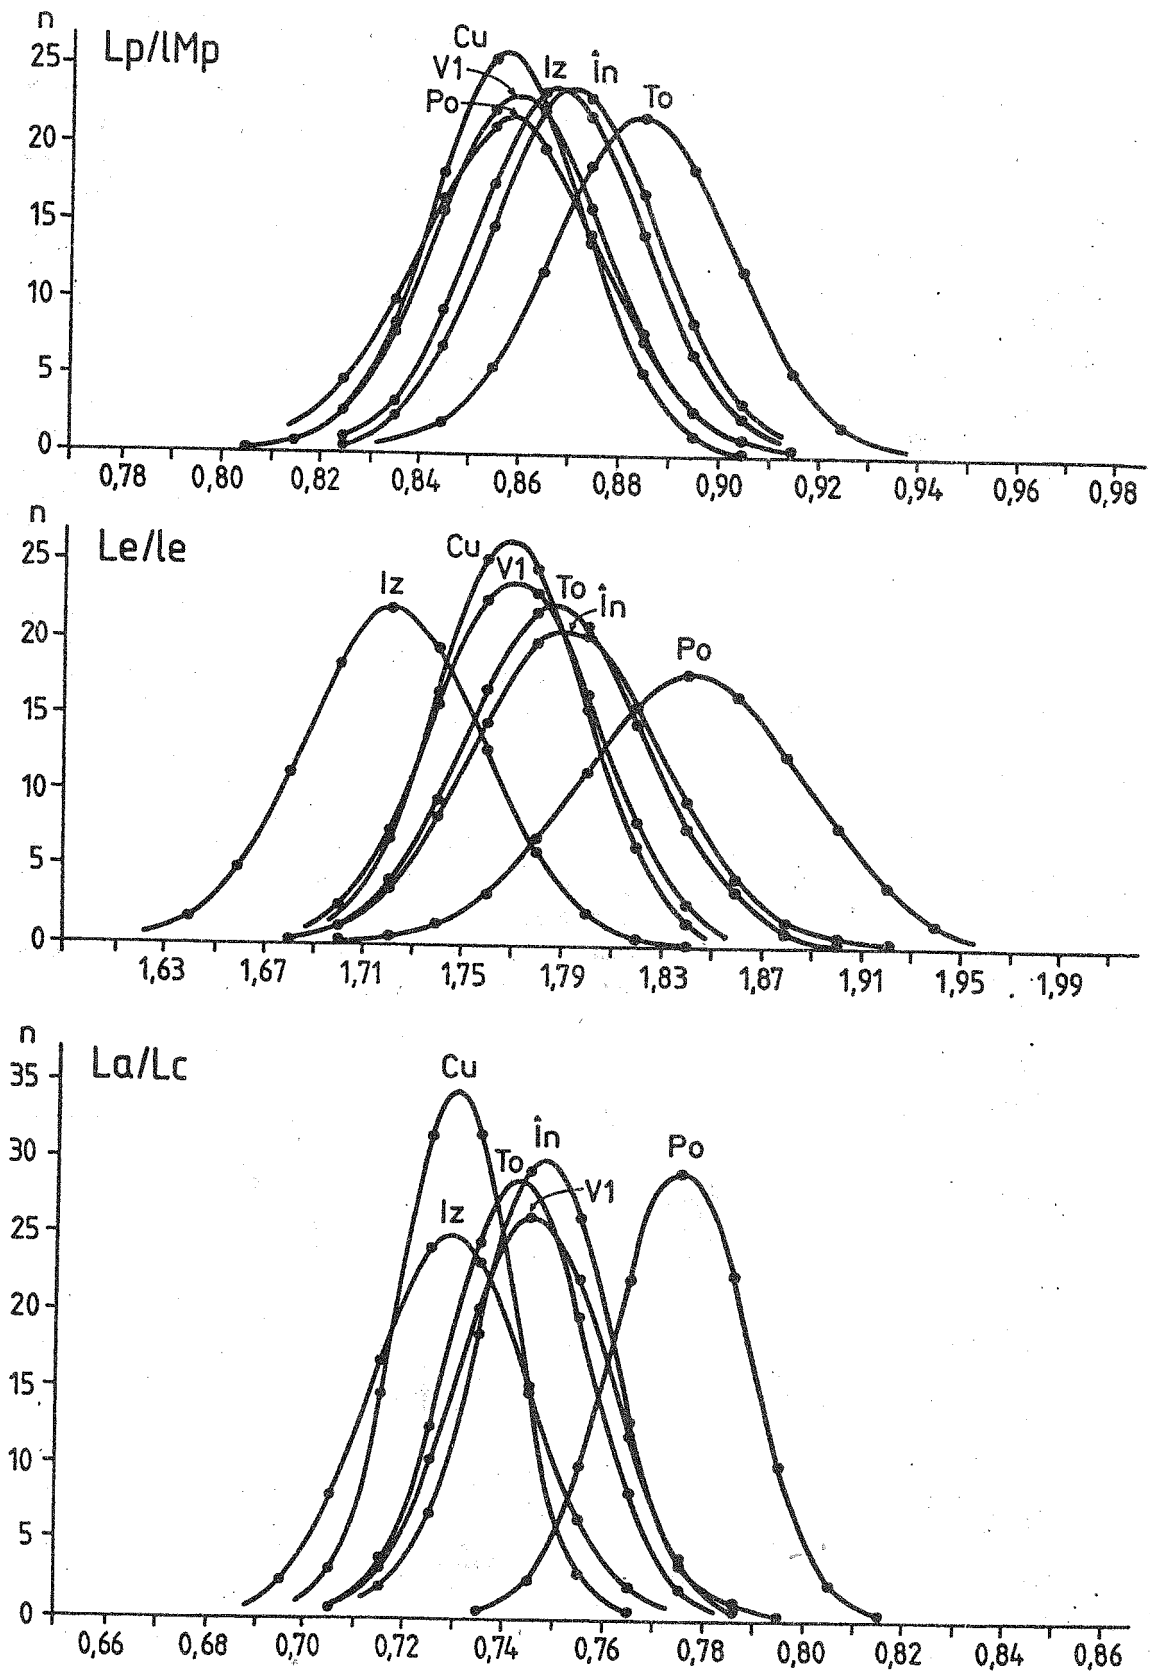 n
Lp/lMp
Cu
25
V1
Iz
În
Po
To
20
15
10
5
0
0,78 0,80 0,82 0,84 0,86 0,88 0,90 0,92 0,94 0,96 0,98
n
Le/le
Cu
25
V1
Iz
To
În
20
Po
15
10
5
0
1,63 1,67 1,71 1,75 1,79 1,83 1,87 1,91 1,95 1,99
n
La/Lc
35
Cu
30
În
To
Po
V1
25
Iz
20
15
10
5
0
0,66 0,68 0,70 0,72 0,74 0,76 0,78 0,80 0,82 0,84 0,86